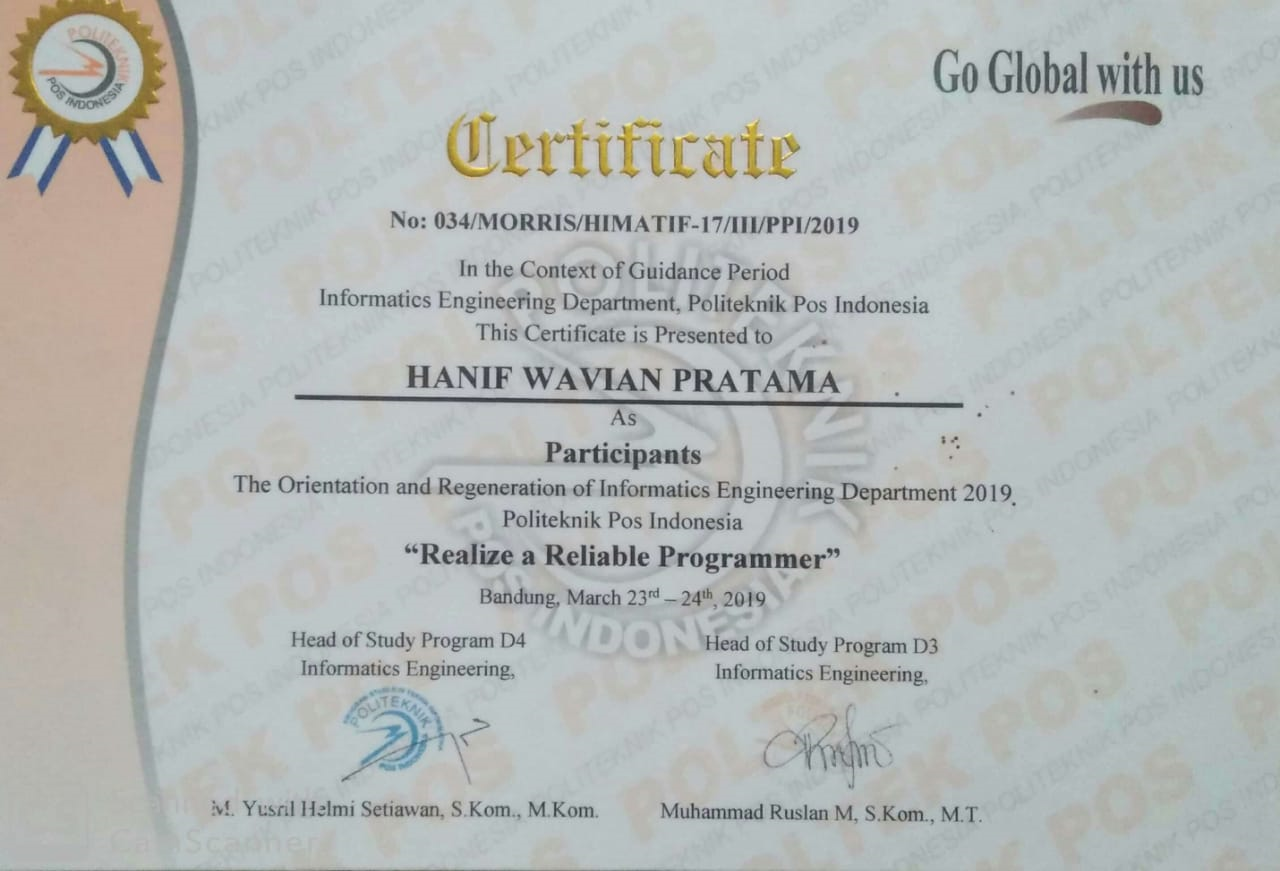 POLITEKNIK
POS INDONESIA
Go Global with us
Certificate
No: 034/MORRIS/HIMATIF-17/III/PPI/2019
In the Context of Guidance Period
Informatics Engineering Department, Politeknik Pos Indonesia
This Certificate is Presented to
HANIF WAVIAN PRATAMA
As
Participants
The Orientation and Regeneration of Informatics Engineering Department 2019.
Politeknik Pos Indonesia
“Realize a Reliable Programmer”
Bandung, March 23rd – 24th, 2019
Head of Study Program D4
Informatics Engineering,
Head of Study Program D3
Informatics Engineering,
POLITEKNIK
POS INDONESIA
M. Yusril Helmi Setiawan, S.Kom., M.Kom.
Muhammad Ruslan M, S.Kom., M.T.
Scanned with
CamScanner